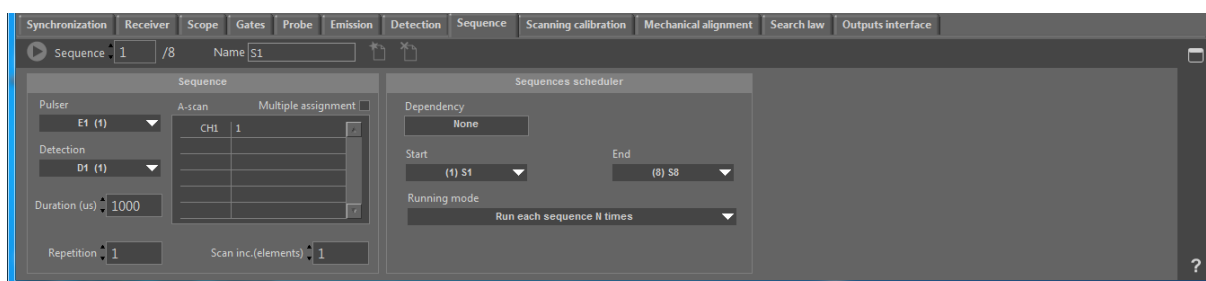 Synchronization Receiver Scope Gates Probe Emission Detection Sequence Scanning calibration Mechanical alignment Search law Outputs interface
Sequence 1 /8 Name S1
Sequence
Pulser
E1 (1)
Detection
D1 (1)
A-scan Multiple assignment
CH1 1
Duration (us) 1000
Repetition 1 Scan inc.(elements) 1
Sequences scheduler
Dependency
None
Start End
(1) S1 (8) S8
Running mode
Run each sequence N times
?